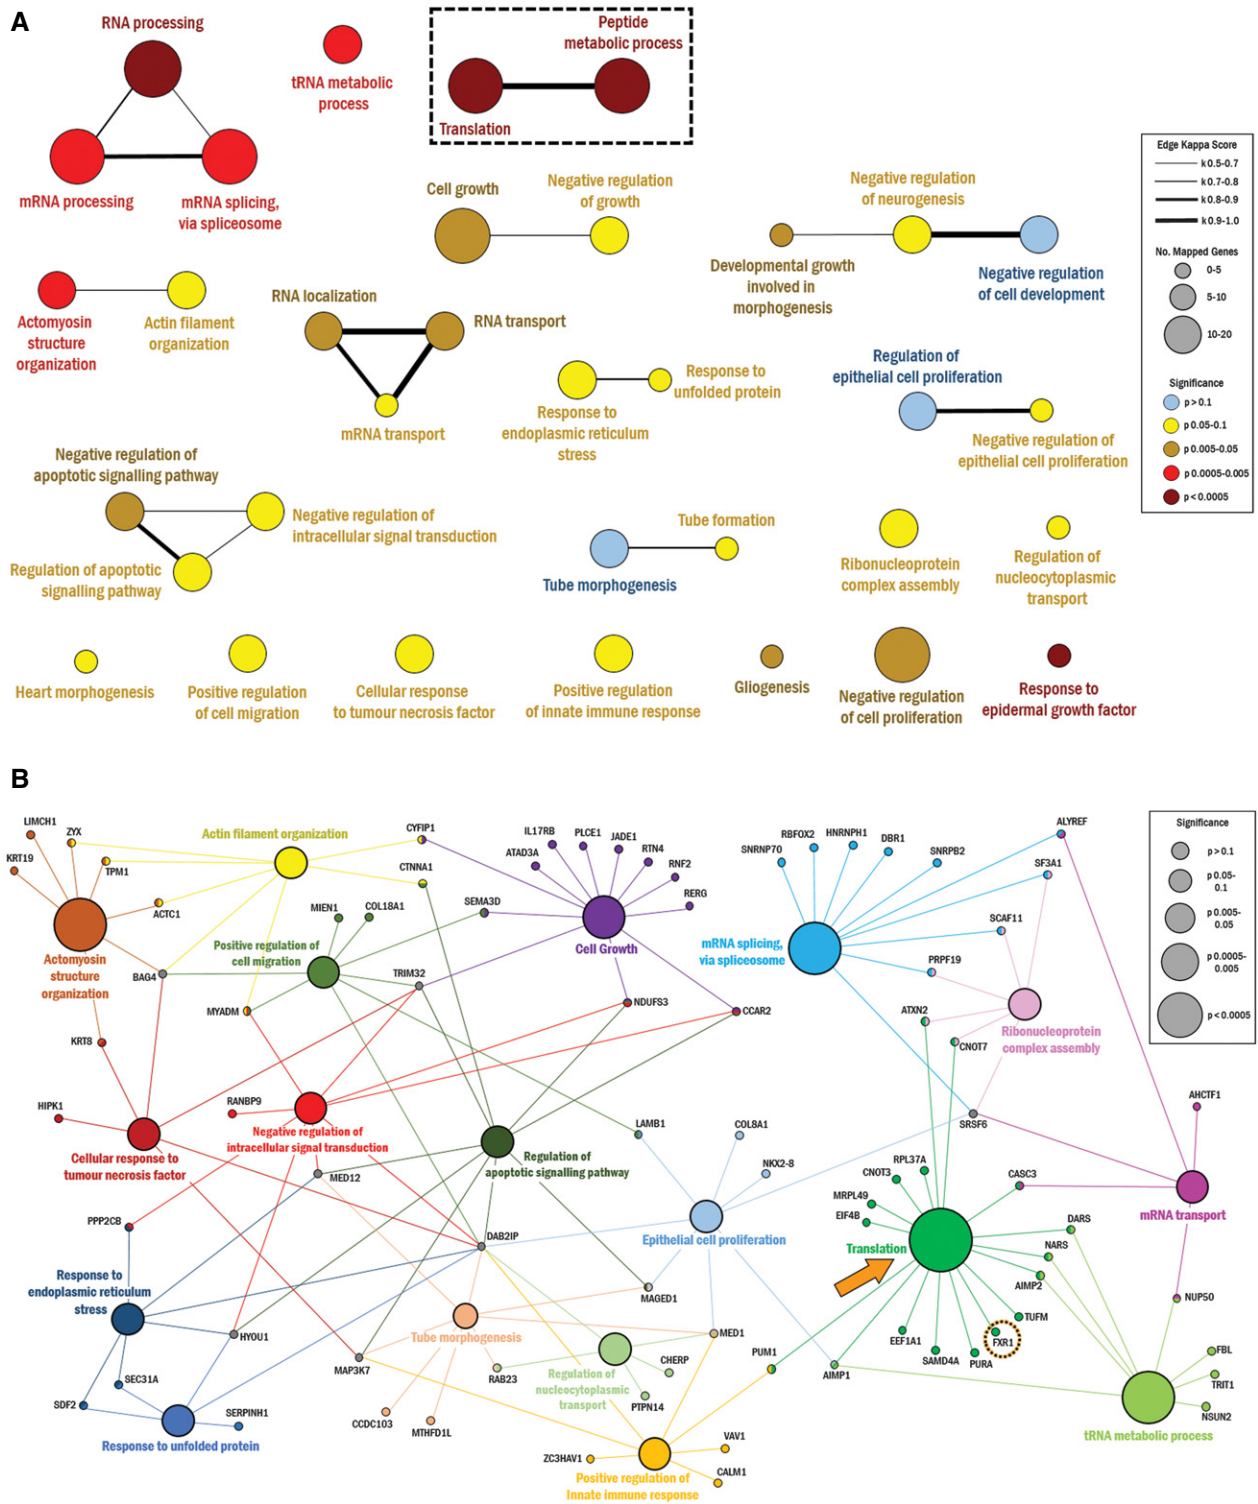 A
RNA processing
tRNA metabolic
process
Peptide
metabolic process
Translation
mRNA processing
mRNA splicing,
via spliceosome
Cell growth
Negative regulation
of growth
Negative regulation
of neurogenesis
Developmental growth
involved in
morphogenesis
Negative regulation
of cell development
Edge Kappa Score
k 0.5-0.7
k 0.7-0.8
k 0.8-0.9
k 0.9-1.0
No. Mapped Genes
0-5
5-10
10-20
Significance
p > 0.1
p 0.05-0.1
p 0.005-0.05
p 0.0005-0.005
p < 0.0005
Actomyosin
structure
organization
Actin filament
organization
RNA localization
RNA transport
mRNA transport
Response to
endoplasmic reticulum
stress
Response to
unfolded protein
Regulation of
epithelial cell proliferation
Negative regulation of
epithelial cell proliferation
Negative regulation of
apoptotic signalling pathway
Negative regulation of
intracellular signal transduction
Regulation of apoptotic
signalling pathway
Tube formation
Tube morphogenesis
Ribonucleoprotein
complex assembly
Regulation of
nucleocytoplasmic
transport
Heart morphogenesis
Positive regulation
of cell migration
Cellular response
to tumour necrosis factor
Positive regulation
of innate immune response
Gliogenesis
Negative regulation
of cell proliferation
Response to
epidermal growth factor
B
LIMCH1
ZYX
KRT19
TPM1
ACTC1
Actin filament organization
CYFIP1
CTNNA1
Actomyosin
structure
organization
BAG4
KRT8
MIEN1
COL18A1
Positive regulation of
cell migration
SEMA3D
TRIM32
MYADM
IL17RB
PLCE1
JADE1
ATAD3A
RTN4
RNF2
RERG
Cell Growth
NDUFS3
CCAR2
SNRNP70
RBFOX2
HNRNPH1
DBR1
SNRPB2
ALYREF
SF3A1
SCAF11
PRPF19
mRNA splicing,
via spliceosome
ATXN2
CNOT7
Ribonucleoprotein
complex assembly
SRSF6
Significance
p > 0.1
p 0.05-
0.1
p 0.005-
0.05
p 0.0005-
0.005
p < 0.0005
HIPK1
RANBP9
Cellular response to
tumour necrosis factor
Negative regulation of
intracellular signal transduction
MED12
Regulation of
apoptotic signalling pathway
LAMB1
COL8A1
NKX2-8
Epithelial cell proliferation
AHCTF1
CASC3
mRNA transport
NUP50
RPL37A
CNOT3
MRPL49
EIF4B
Translation
DARS
NARS
AIMP2
TUFM
FXR1
PURA
SAMD4A
EEF1A1
PPP2CB
Response to
endoplasmic reticulum
stress
DAB2IP
MAGED1
HYOU1
MAP3K7
SEC31A
SDF2
SERPINH1
Response to unfolded protein
Tube morphogenesis
RAB23
CCDC103
MTHFD1L
MED1
CHERP
PTPN14
Regulation of
nucleocytoplasmic
transport
PUM1
AIMP1
ZC3HAV1
VAV1
CALM1
Positive regulation of
Innate immune response
FBL
TRIT1
NSUN2
tRNA metabolic process